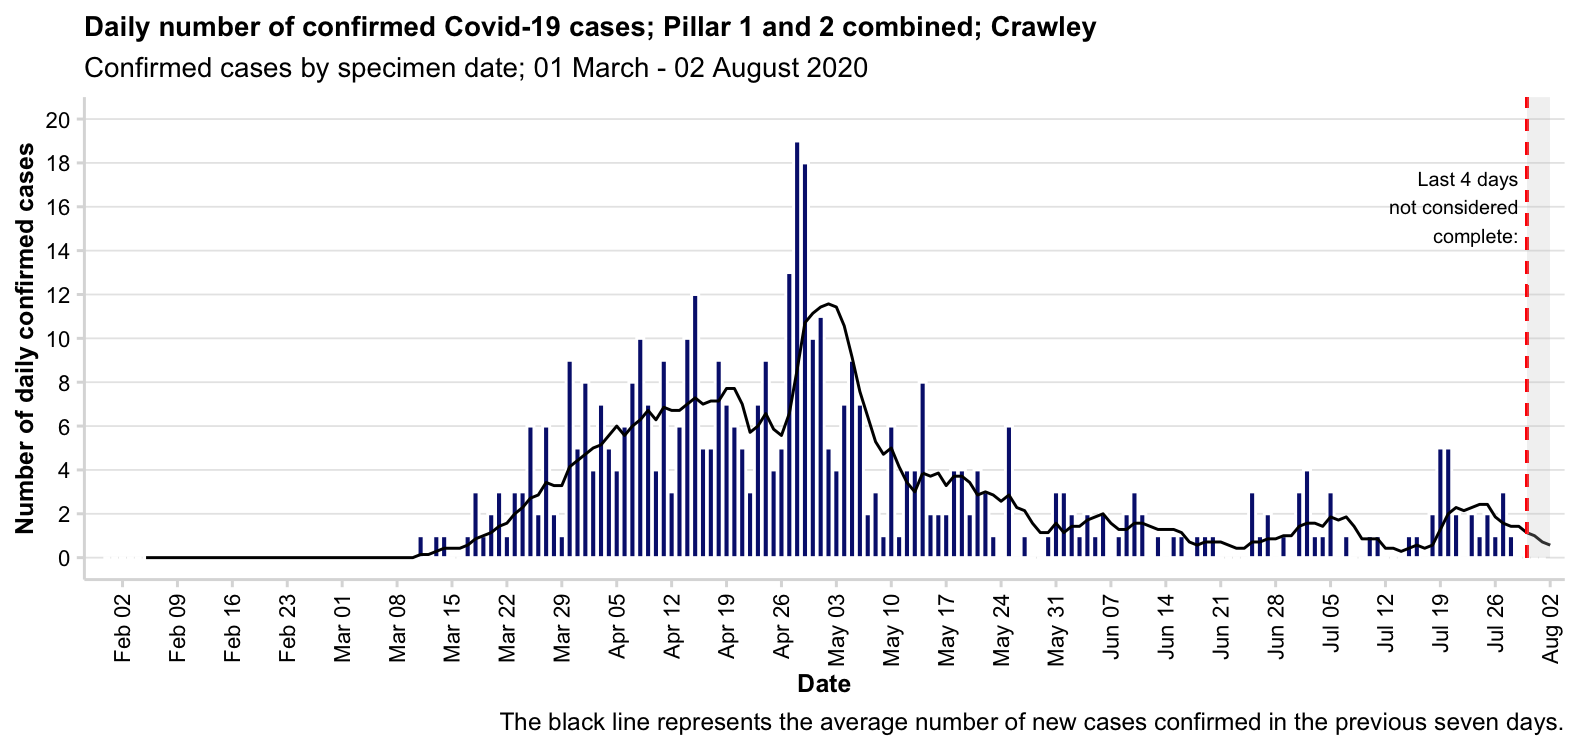 Daily number of confirmed Covid-19 cases; Pillar 1 and 2 combined; Crawley
Confirmed cases by specimen date; 01 March - 02 August 2020
Number of daily confirmed cases
20
18
16
14
12
10
8
6
4
2
0
Last 4 days
not considered
complete:
Feb 02
Feb 09
Feb 16
Feb 23
Mar 01
Mar 08
Mar 15
Mar 22
Mar 29
Apr 05
Apr 12
Apr 19
Apr 26
May 03
May 10
May 17
May 24
May 31
Jun 07
Jun 14
Jun 21
Jun 28
Jul 05
Jul 12
Jul 19
Jul 26
Aug 02
Date
The black line represents the average number of new cases confirmed in the previous seven days.